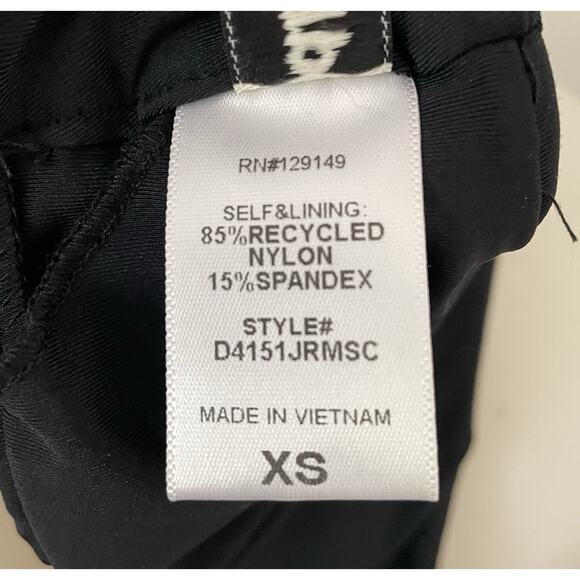 RN#129149
SELF&LINING:
85%RECYCLED
NYLON
15%SPANDEX
STYLE#
D4151JRMSC
MADE IN VIETNAM
XS